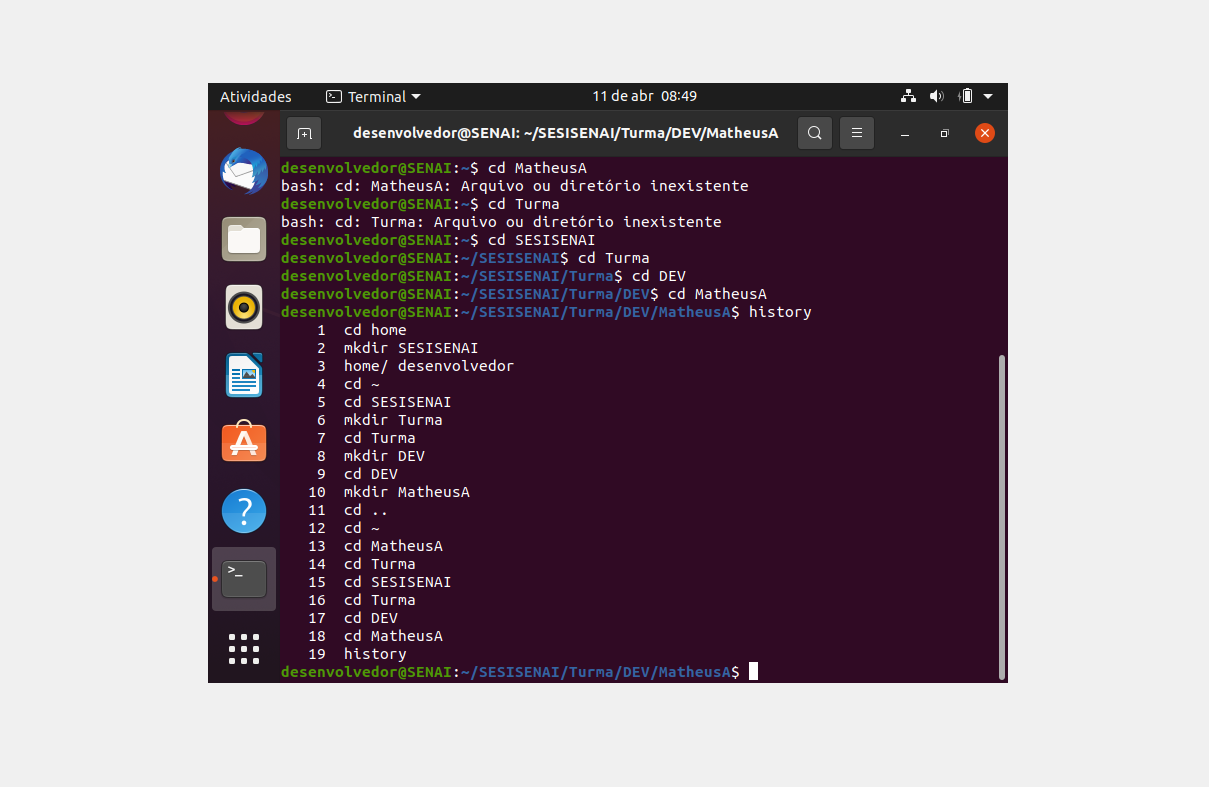 Atividades Terminal 11 de abr 08:49
desenvolvedor@SENAI: ~/SESISENAI/Turma/DEV/MatheusA
desenvolvedor@SENAI:~$ cd MatheusA
bash: cd: MatheusA: Arquivo ou diretório inexistente
desenvolvedor@SENAI:~$ cd Turma
bash: cd: Turma: Arquivo ou diretório inexistente
desenvolvedor@SENAI:~$ cd SESISENAI
desenvolvedor@SENAI:~/SESISENAI$ cd Turma
desenvolvedor@SENAI:~/SESISENAI/Turma$ cd DEV
desenvolvedor@SENAI:~/SESISENAI/Turma/DEV$ cd MatheusA
desenvolvedor@SENAI:~/SESISENAI/Turma/DEV/MatheusA$ history
1 cd home
2 mkdir SESISENAI
3 home/ desenvolvedor
4 cd ~
5 cd SESISENAI
6 mkdir Turma
7 cd Turma
8 mkdir DEV
9 cd DEV
10 mkdir MatheusA
11 cd ..
12 cd ~
13 cd MatheusA
14 cd Turma
15 cd SESISENAI
16 cd Turma
17 cd DEV
18 cd MatheusA
19 history
desenvolvedor@SENAI:~/SESISENAI/Turma/DEV/MatheusA$